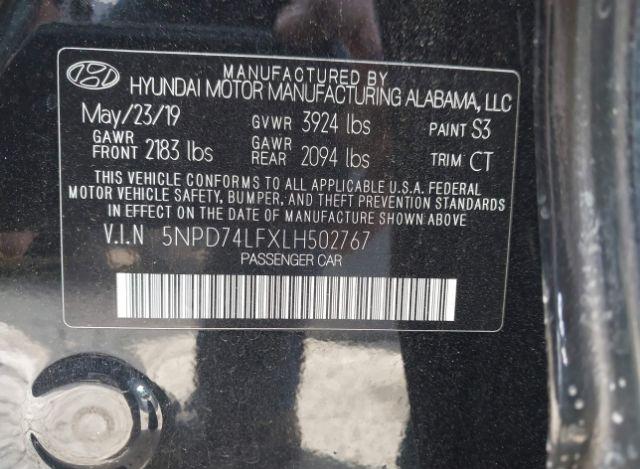 MANUFACTURED BY
HYUNDAI MOTOR MANUFACTURING ALABAMA, LLC
May/23/19 GVWR 3924 lbs PAINT S3
GAWR FRONT 2183 lbs GAWR REAR 2094 lbs TRIM CT
THIS VEHICLE CONFORMS TO ALL APPLICABLE U.S.A. FEDERAL
MOTOR VEHICLE SAFETY, BUMPER, AND THEFT PREVENTION STANDARDS
IN EFFECT ON THE DATE OF MANUFACTURE SHOWN ABOVE
V.I.N 5NPD74LFXLH502767
PASSENGER CAR